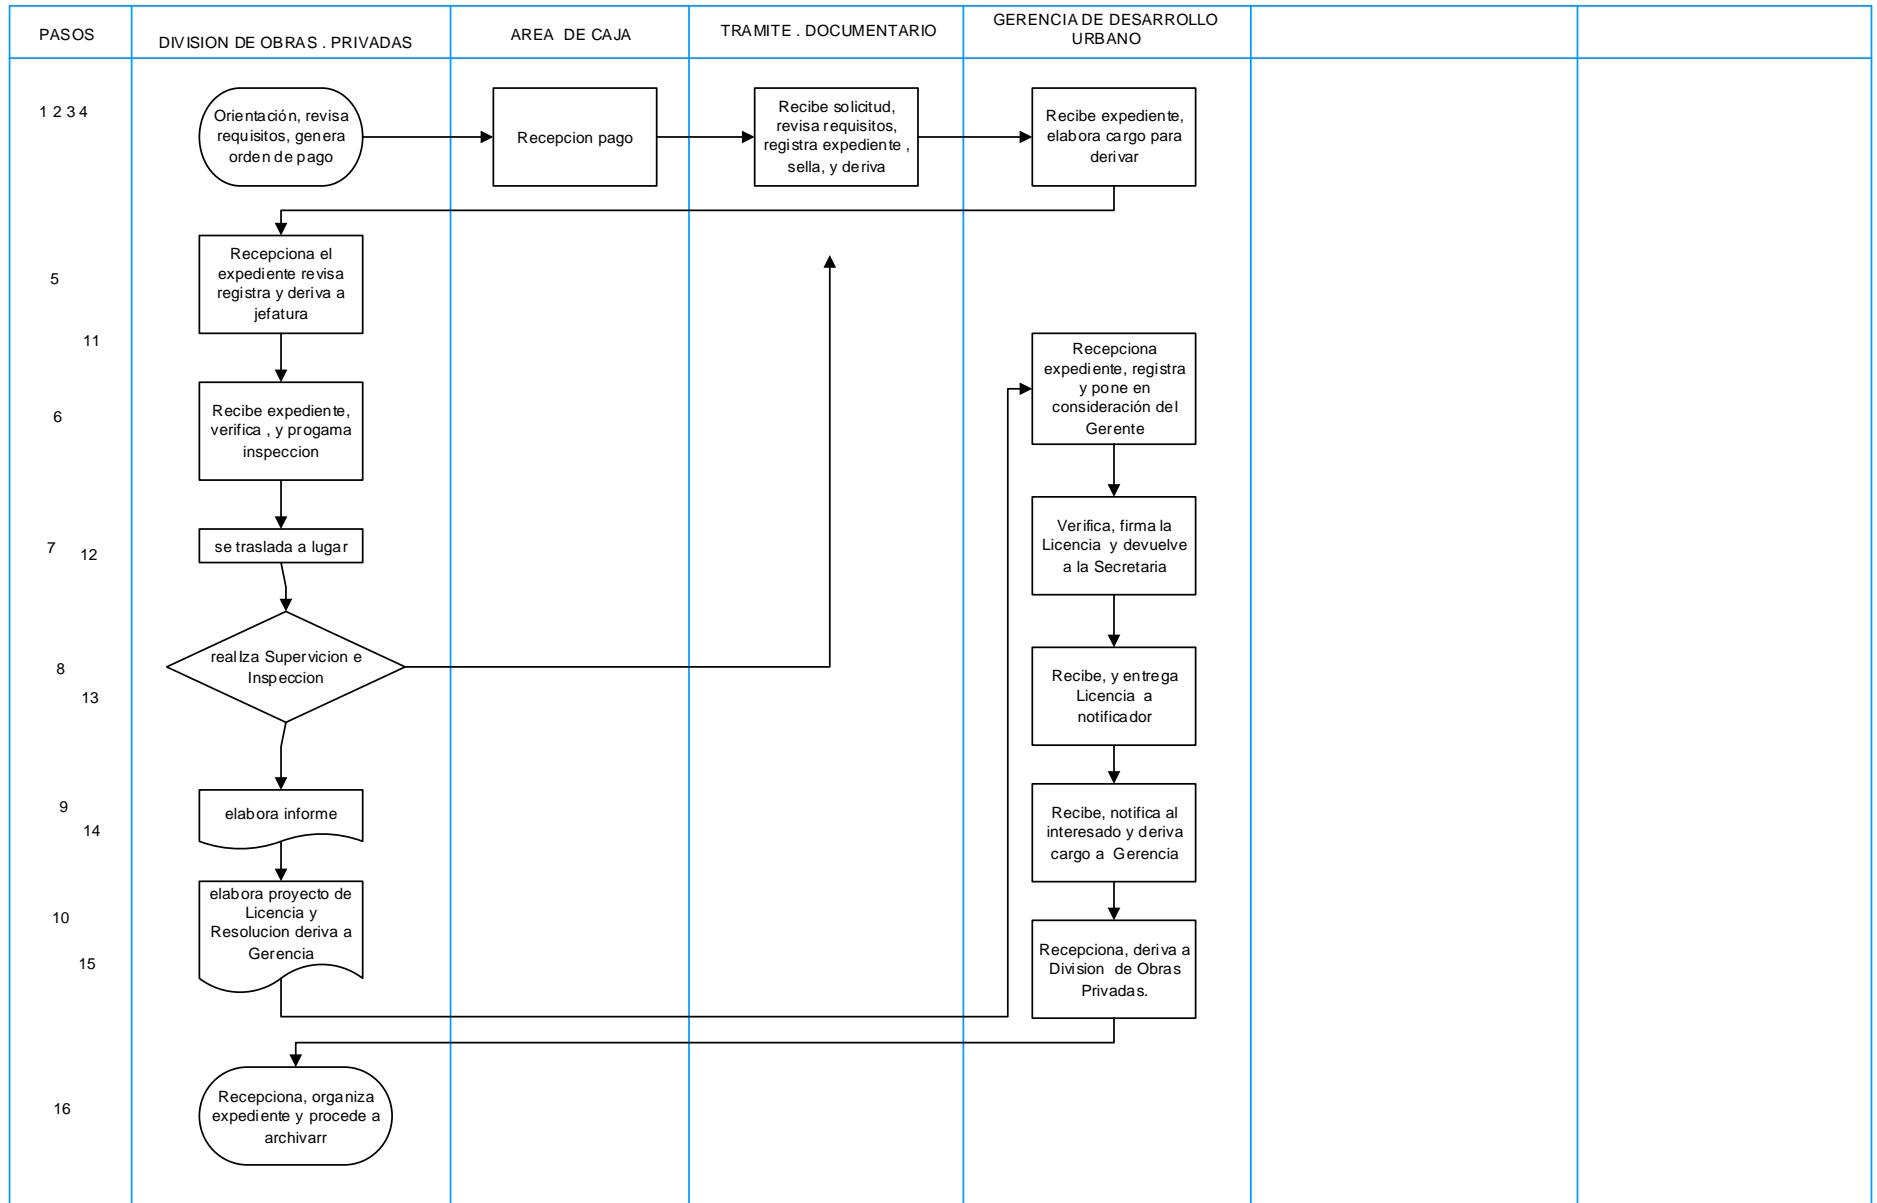 PASOS
DIVISION DE OBRAS . PRIVADAS
AREA DE CAJA
TRAMITE . DOCUMENTARIO
GERENCIA DE DESARROLLO
URBANO
1 2 3 4
Orientación, revisa
requisitos, genera
orden de pago
Recepcion pago
Recibe solicitud,
revisa requisitos,
registra expediente ,
sella, y deriva
Recibe expediente,
elabora cargo para
derivar
5
Recepciona el
expediente revisa
registra y deriva a
jefatura
11
Recepciona
expediente, registra
y pone en
consideración del
Gerente
6
Recibe expediente,
verifica , y progama
inspeccion
7
12
se traslada a lugar
Verifica, firma la
Licencia y devuelve
a la Secretaria
8
13
realIza Supervicion e
Inspeccion
Recibe, y entrega
Licencia a
notificador
9
14
elabora informe
Recibe, notifica al
interesado y deriva
cargo a Gerencia
10
15
elabora proyecto de
Licencia y
Resolucion deriva a
Gerencia
Recepciona, deriva a
Division de Obras
Privadas.
16
Recepciona, organiza
expediente y procede a
archivarr